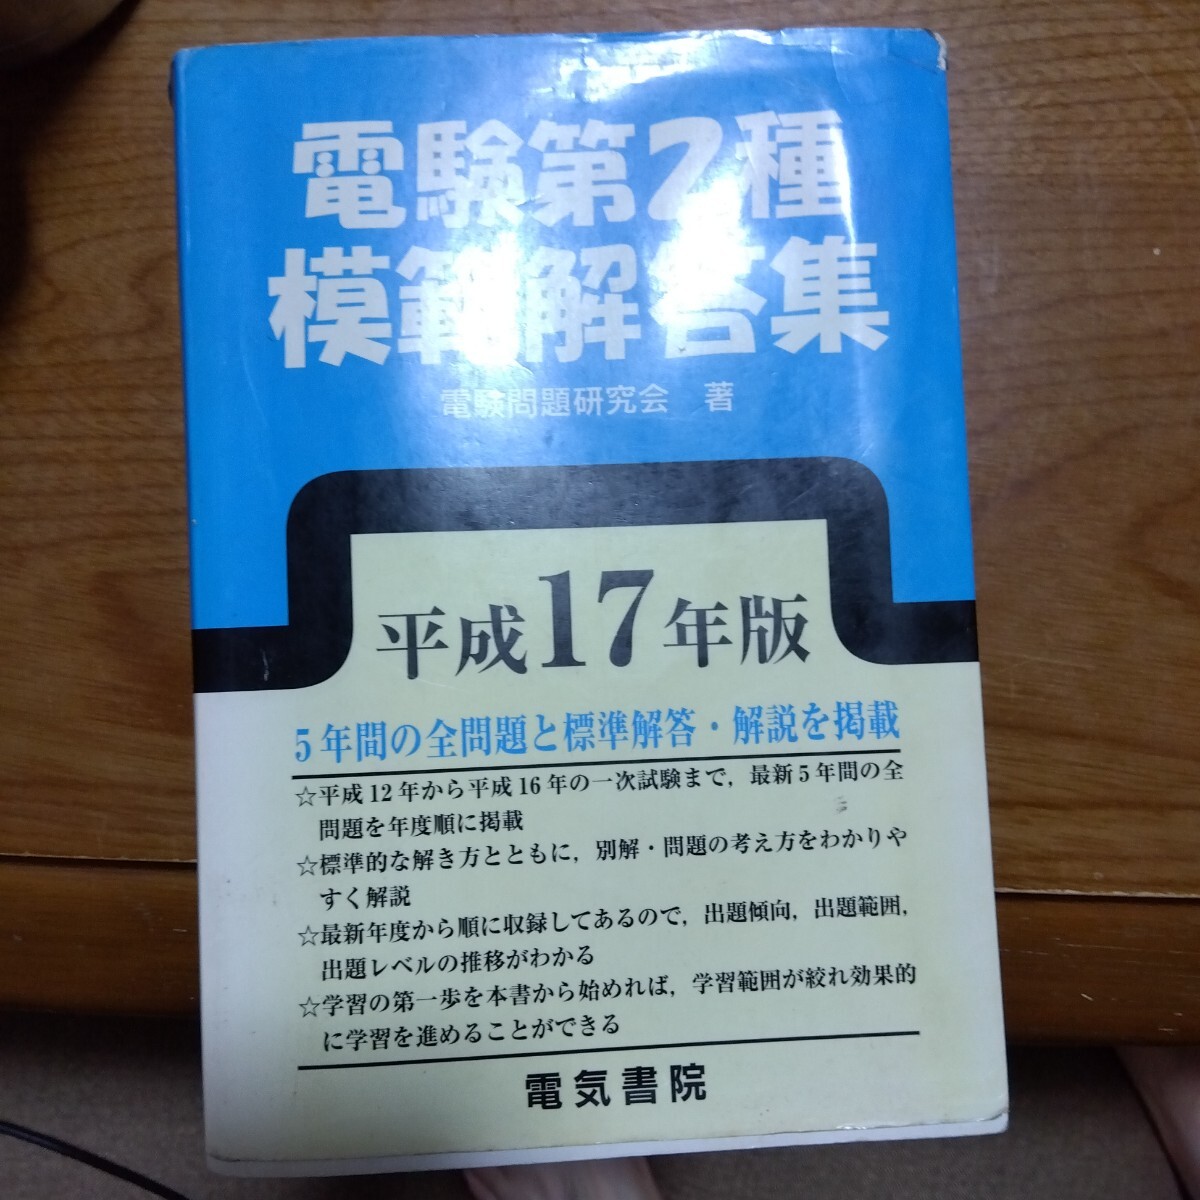 電験第2種
模範解答集
電験問題研究会 著
平成17年版
5年間の全問題と標準解答・解説を掲載
☆平成12年から平成16年の一次試験まで，最新5年間の全
問題を年度順に掲載
☆標準的な解き方とともに，別解・問題の考え方をわかりや
すく解説
☆最新年度から順に収録してあるので，出題傾向，出題範囲，
出題レベルの推移がわかる
☆学習の第一歩を本書から始めれば，学習範囲が絞れ効果的
に学習を進めることができる
電気書院